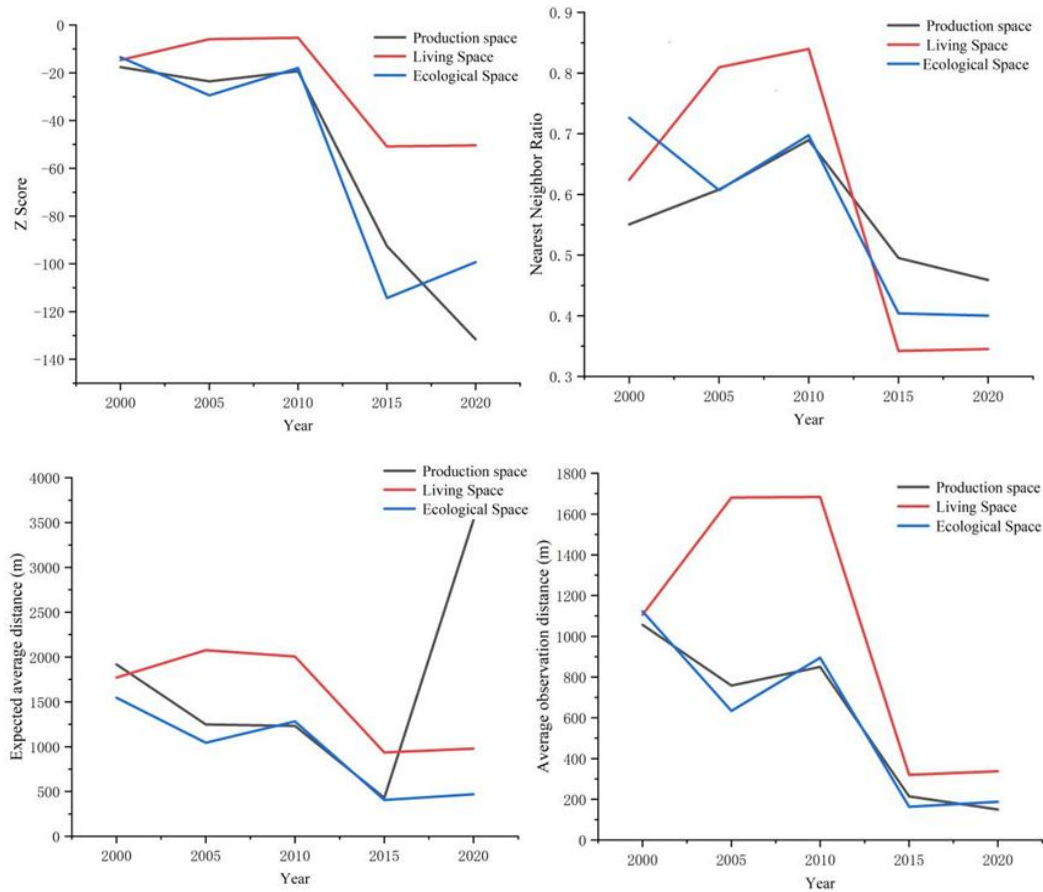 0
-20
-40
-60
-80
-100
-120
-140
Z Score
Production space
Living Space
Ecological Space
2000 2005 2010 2015 2020
Year
0.9
0.8
0.7
0.6
0.5
0.4
0.3
Nearest Neighbor Ratio
Production space
Living Space
Ecological Space
2000 2005 2010 2015 2020
Year
4000
3500
3000
2500
2000
1500
1000
500
0
Expected average distance (m)
Production space
Living Space
Ecological Space
2000 2005 2010 2015 2020
Year
1800
1600
1400
1200
1000
800
600
400
200
0
Average observation distance (m)
Production space
Living Space
Ecological Space
2000 2005 2010 2015 2020
Year